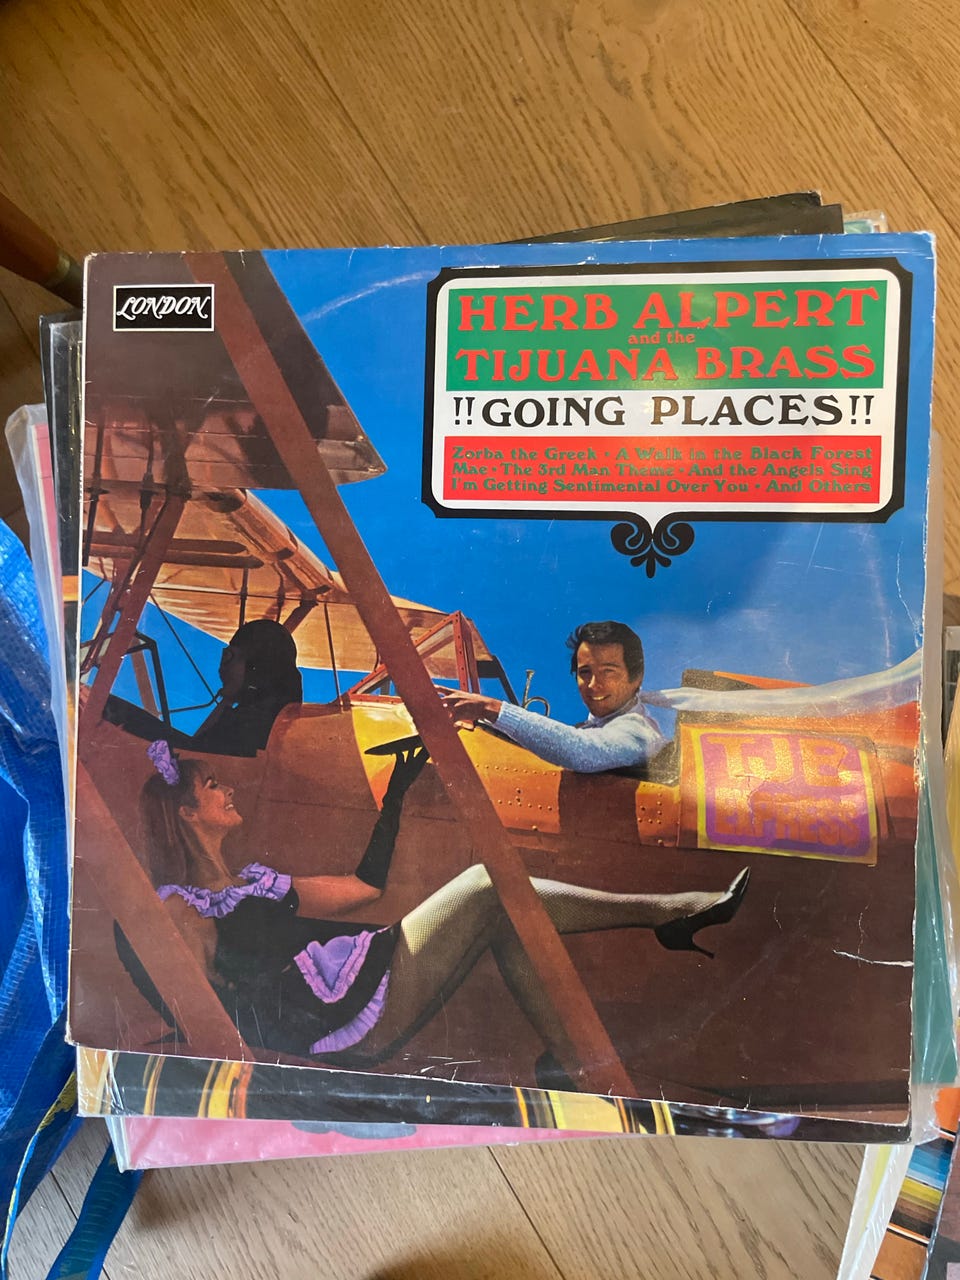 LONDON
HERB ALPERT
and the
TIJUANA BRASS
!!GOING PLACES!!
Zorba the Greek • A Walk in the Black Forest
Mae • The 3rd Man Theme • And the Angels Sing
I'm Getting Sentimental Over You • And Others
TJB
EXPRESS